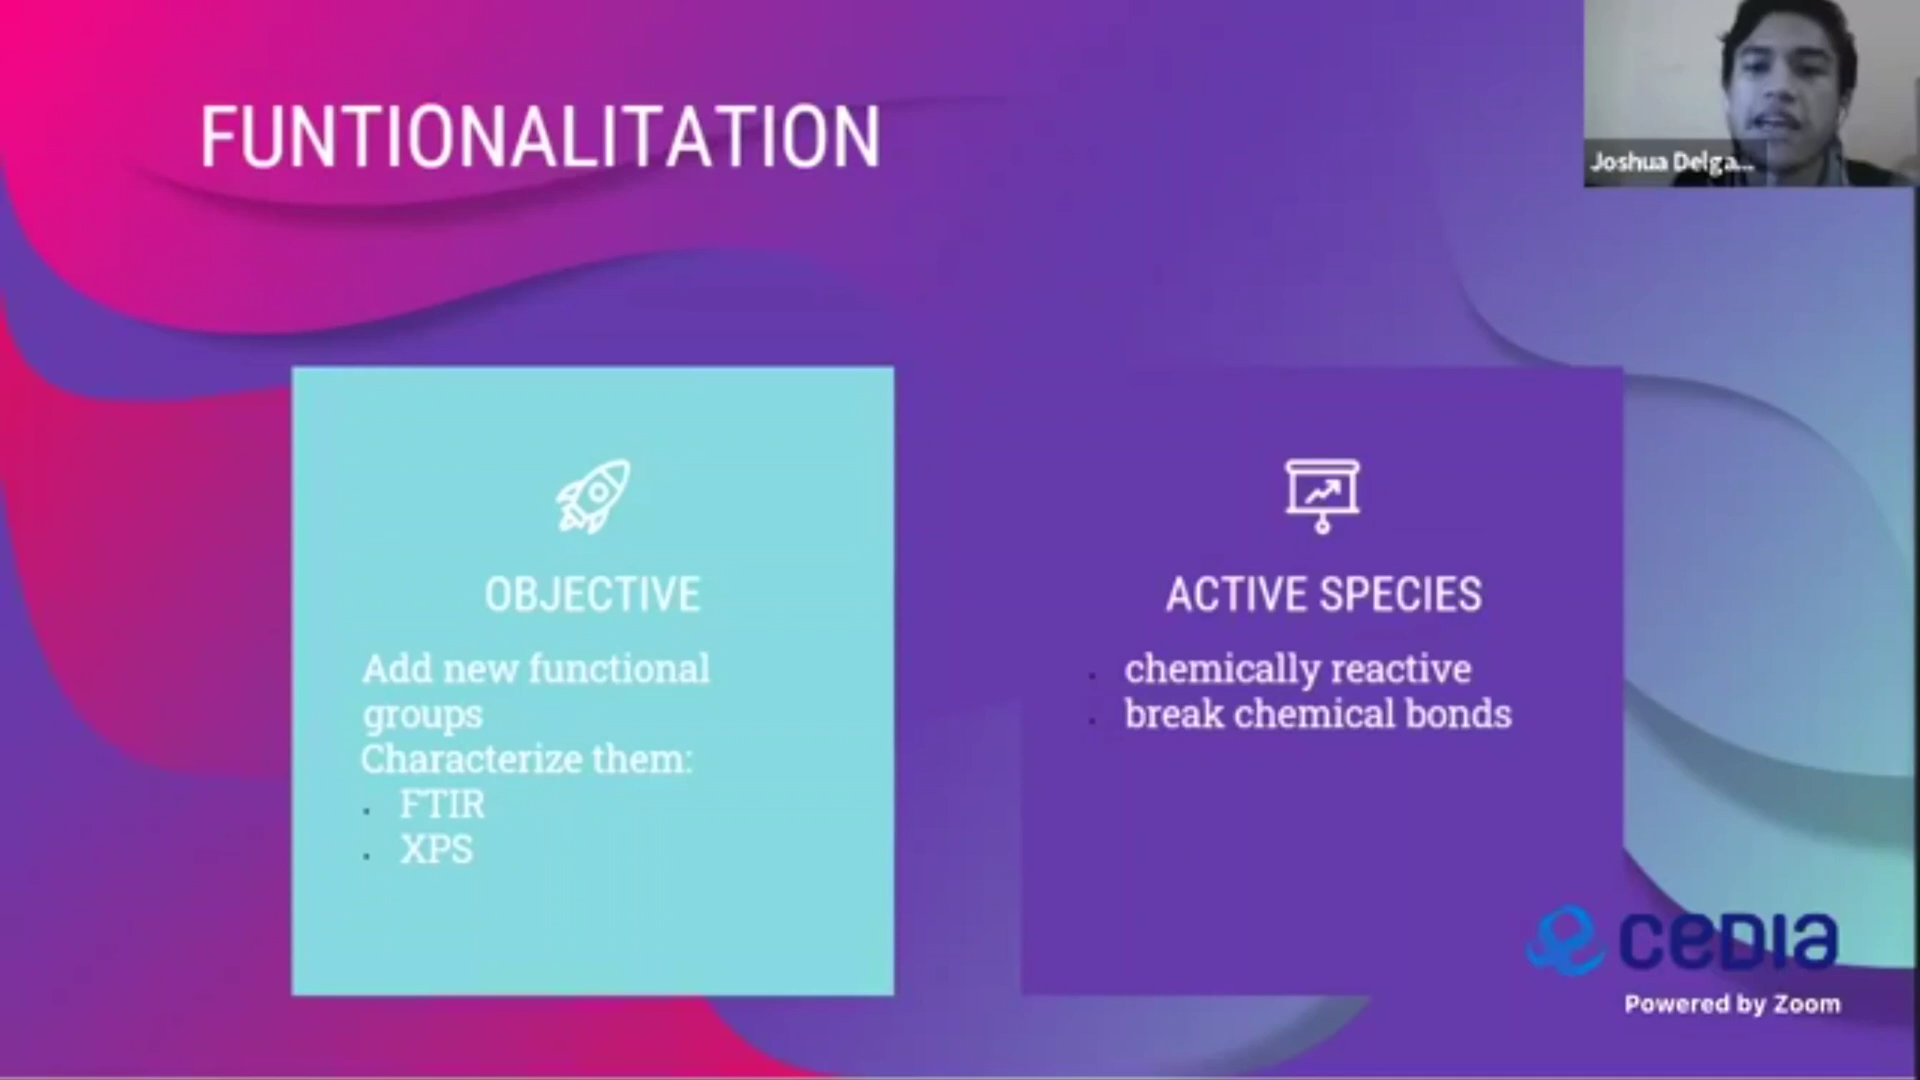 FUNTIONALITATION
Joshua Delga...
OBJECTIVE
Add new functional
groups
Characterize them:
. FTIR
. XPS
ACTIVE SPECIES
. chemically reactive
. break chemical bonds
CEDIA
Powered by Zoom